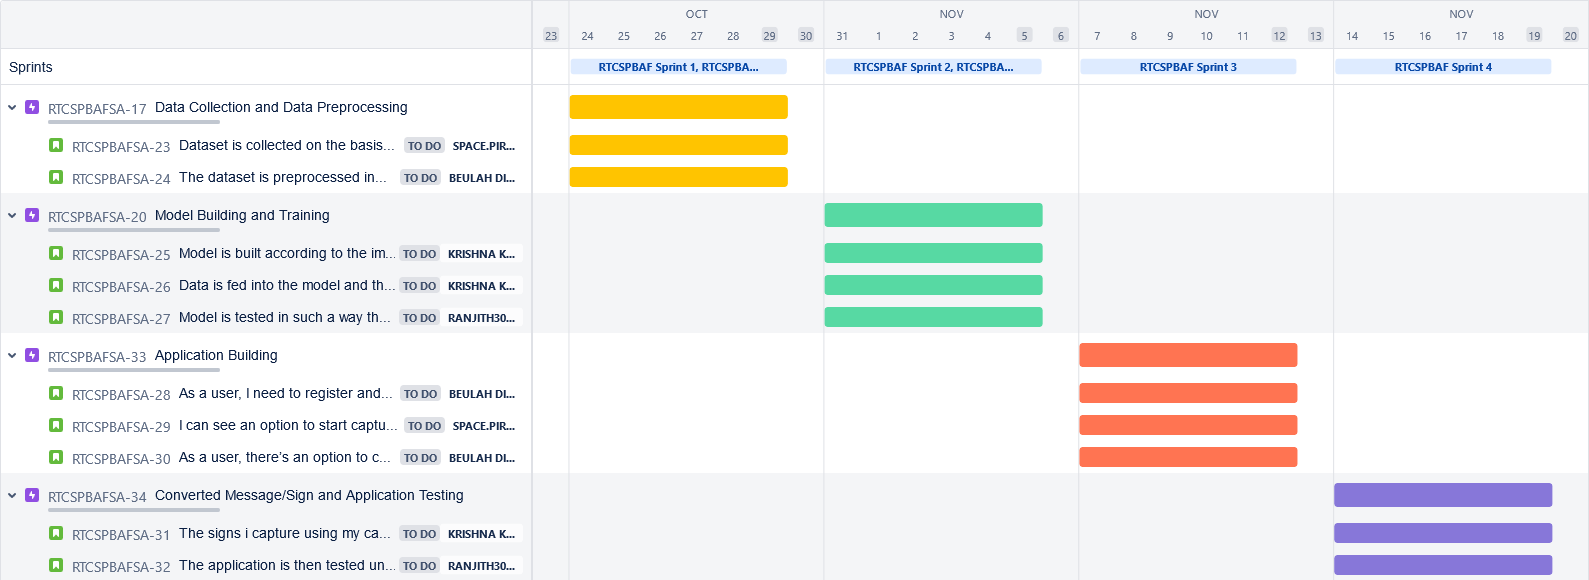 OCT NOV NOV NOV
23 24 25 26 27 28 29 30 31 1 2 3 4 5 6 7 8 9 10 11 12 13 14 15 16 17 18 19 20
Sprints RTCSPBAF Sprint 1, RTCSPBA... RTCSPBAF Sprint 2, RTCSPBA... RTCSPBAF Sprint 3 RTCSPBAF Sprint 4
RTCSPBAFSA-17 Data Collection and Data Preprocessing
RTCSPBAFSA-23 Dataset is collected on the basis... TO DO SPACE.PIR...
RTCSPBAFSA-24 The dataset is preprocessed in... TO DO BEULAH DI...
RTCSPBAFSA-20 Model Building and Training
RTCSPBAFSA-25 Model is built according to the im... TO DO KRISHNA K...
RTCSPBAFSA-26 Data is fed into the model and th... TO DO KRISHNA K...
RTCSPBAFSA-27 Model is tested in such a way th... TO DO RANJITH30...
RTCSPBAFSA-33 Application Building
RTCSPBAFSA-28 As a user, I need to register and... TO DO BEULAH DI...
RTCSPBAFSA-29 I can see an option to start captu... TO DO SPACE.PIR...
RTCSPBAFSA-30 As a user, there's an option to c... TO DO BEULAH DI...
RTCSPBAFSA-34 Converted Message/Sign and Application Testing
RTCSPBAFSA-31 The signs i capture using my ca... TO DO KRISHNA K...
RTCSPBAFSA-32 The application is then tested un... TO DO RANJITH30...